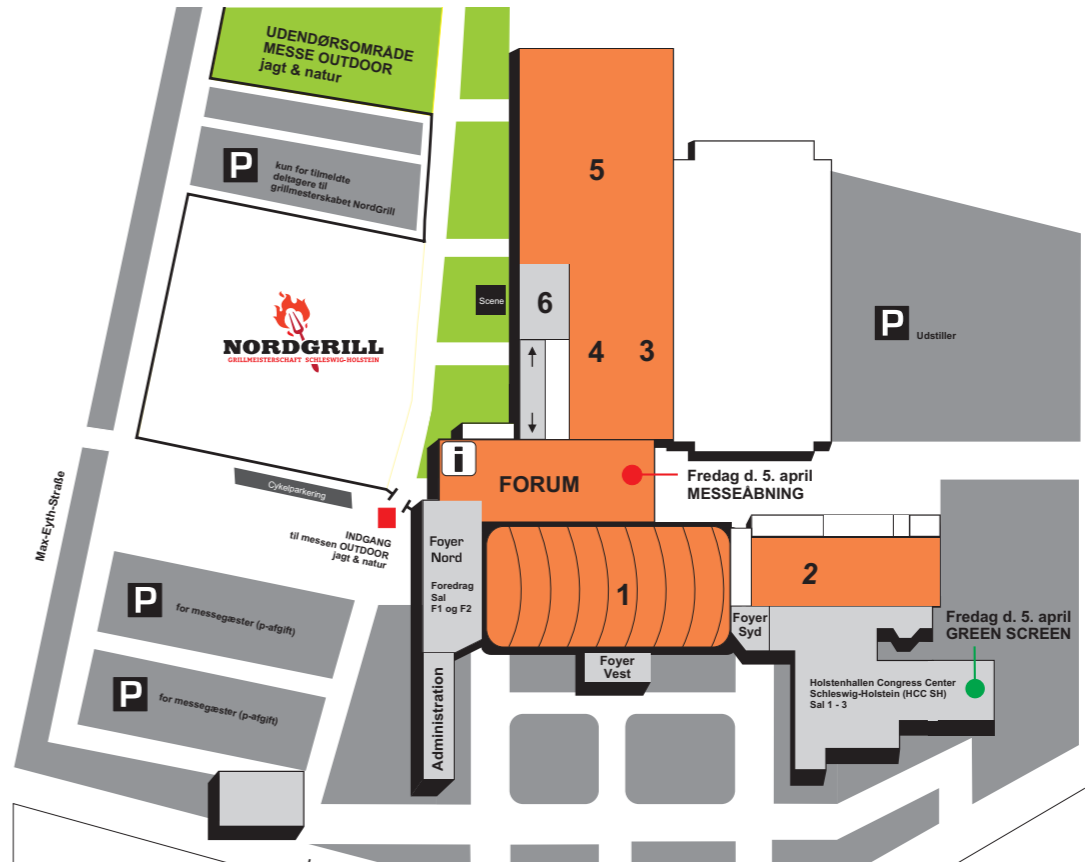 UDENDØRSOMRÅDE
MESSE OUTDOOR
jagt & natur
P
kun for tilmeldte
deltagere til
grillmesterskabet NordGrill
5
6
Scene
NORDGRILL
GRILLMEISTERSCHAFT SCHLESWIG-HOLSTEIN
4
3
P
Udstiller
i
FORUM
Fredag d. 5. april
MESSEÅBNING
Cykelparkering
Max-Eyth-Straße
INDGANG
til messen OUTDOOR
jagt & natur
Foyer
Nord
Foredrag
Sal
F1 og F2
1
2
P
for messegæster (p-afgift)
Foyer
Syd
Fredag d. 5. april
GREEN SCREEN
Foyer
Vest
P
for messegæster (p-afgift)
Administration
Holstenhallen Congress Center
Schleswig-Holstein (HCC SH)
Sal 1 - 3